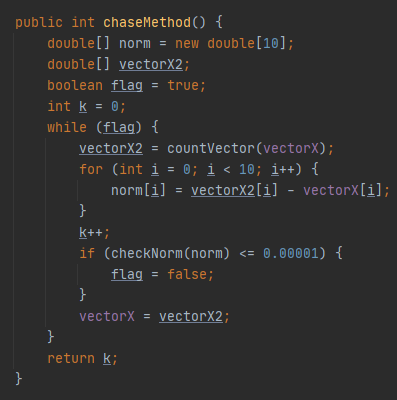 public int chaseMethod() {
    double[] norm = new double[10];
    double[] vectorX2;
    boolean flag = true;
    int k = 0;
    while (flag) {
        vectorX2 = countVector(vectorX);
        for (int i = 0; i < 10; i++) {
            norm[i] = vectorX2[i] - vectorX[i];
        }
        k++;
        if (checkNorm(norm) <= 0.00001) {
            flag = false;
        }
        vectorX = vectorX2;
    }
    return k;
}